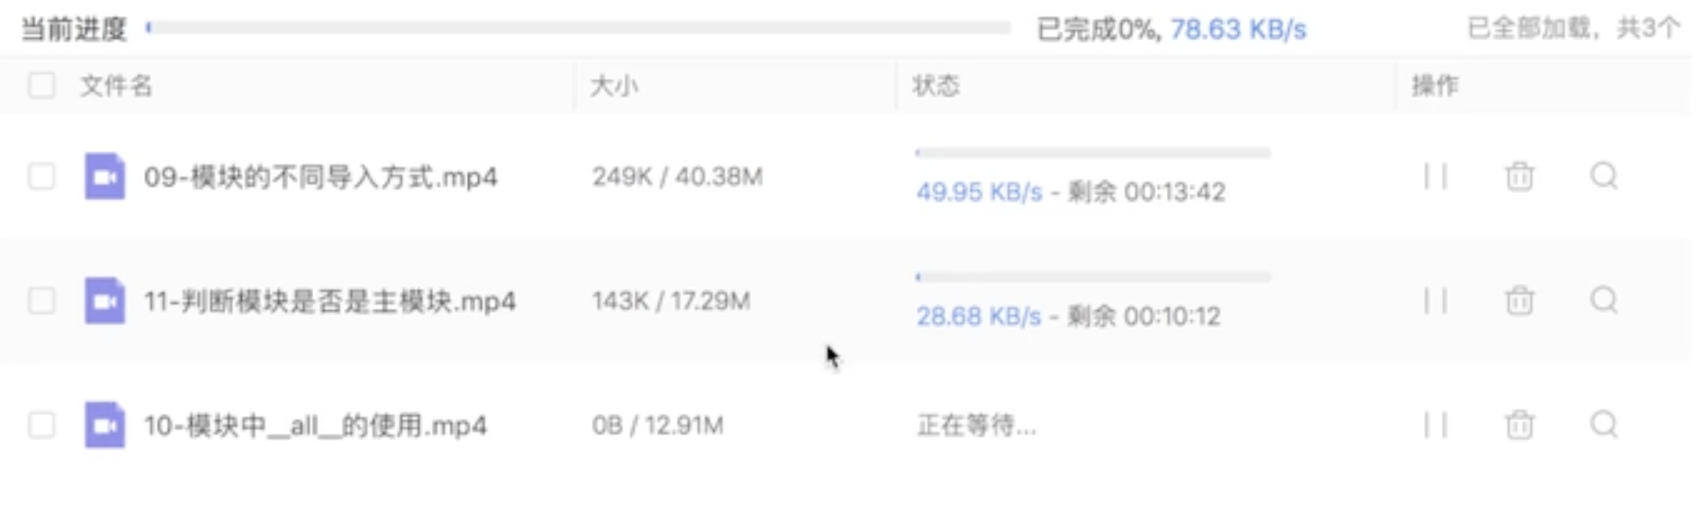 当前进度 已完成0%, 78.63 KB/s 已全部加载，共3个
文件名 大小 状态 操作
09-模块的不同导入方式.mp4 249K / 40.38M 49.95 KB/s - 剩余 00:13:42
11-判断模块是否是主模块.mp4 143K / 17.29M 28.68 KB/s - 剩余 00:10:12
10-模块中__all__的使用.mp4 0B / 12.91M 正在等待...